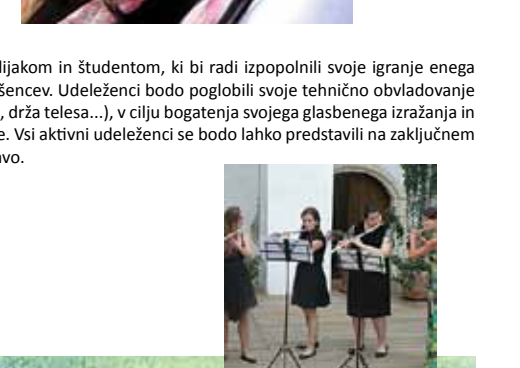 lijakom in študentom, ki bi radi izpopolnili svoje igranje enega
šencev. Udeleženci bodo poglobili svoje tehnično obvladovanje
, drža telesa...), v cilju bogatenja svojega glasbenega izražanja in
e. Vsi aktivni udeleženci se bodo lahko predstavili na zaključnem
avo.